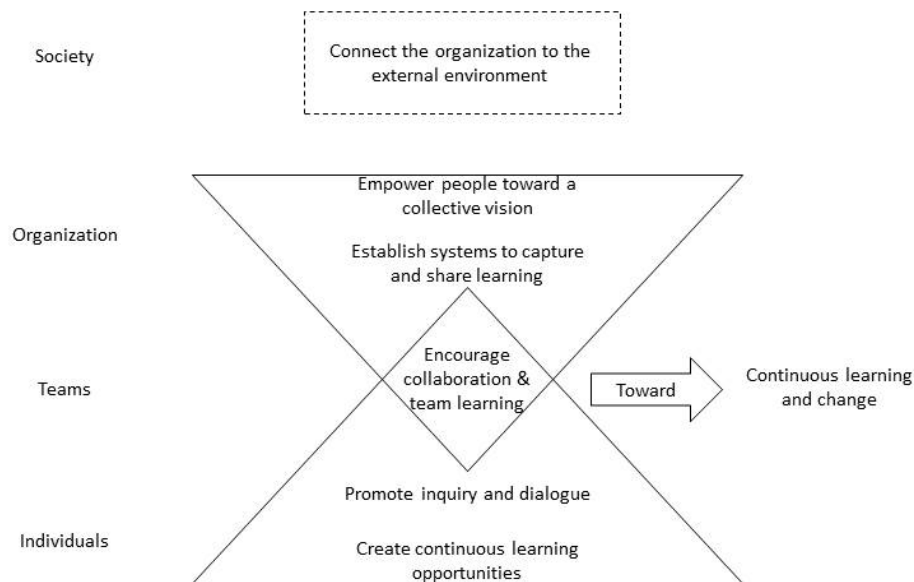 Society
Connect the organization to the
external environment
Empower people toward a
collective vision
Organization
Establish systems to capture
and share learning
Encourage
collaboration &
team learning
Teams
Toward
Continuous learning
and change
Promote inquiry and dialogue
Individuals
Create continuous learning
opportunities